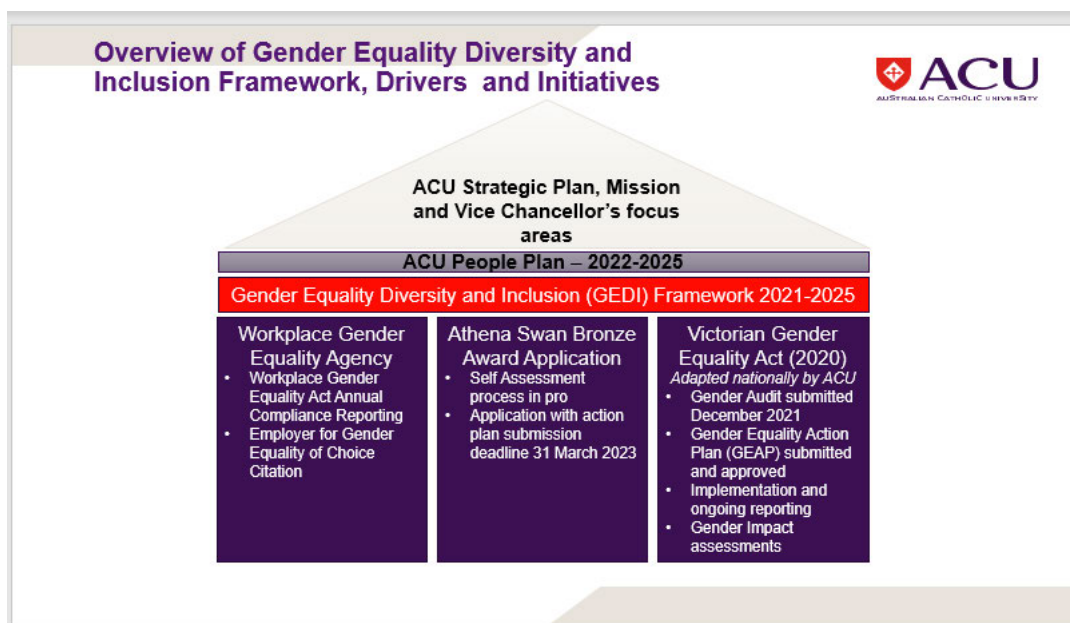 Overview of Gender Equality Diversity and
Inclusion Framework, Drivers and Initiatives
ACU
AUSTRALIAN CATHOLIC UNIVERSITY
ACU Strategic Plan, Mission
and Vice Chancellor's focus
areas
ACU People Plan – 2022-2025
Gender Equality Diversity and Inclusion (GEDI) Framework 2021-2025
Workplace Gender
Equality Agency
• Workplace Gender
Equality Act Annual
Compliance Reporting
• Employer for Gender
Equality of Choice
Citation
Athena Swan Bronze
Award Application
• Self Assessment
process in pro
• Application with action
plan submission
deadline 31 March 2023
Victorian Gender
Equality Act (2020)
Adapted nationally by ACU
• Gender Audit submitted
December 2021
• Gender Equality Action
Plan (GEAP) submitted
and approved
• Implementation and
ongoing reporting
• Gender Impact
assessments